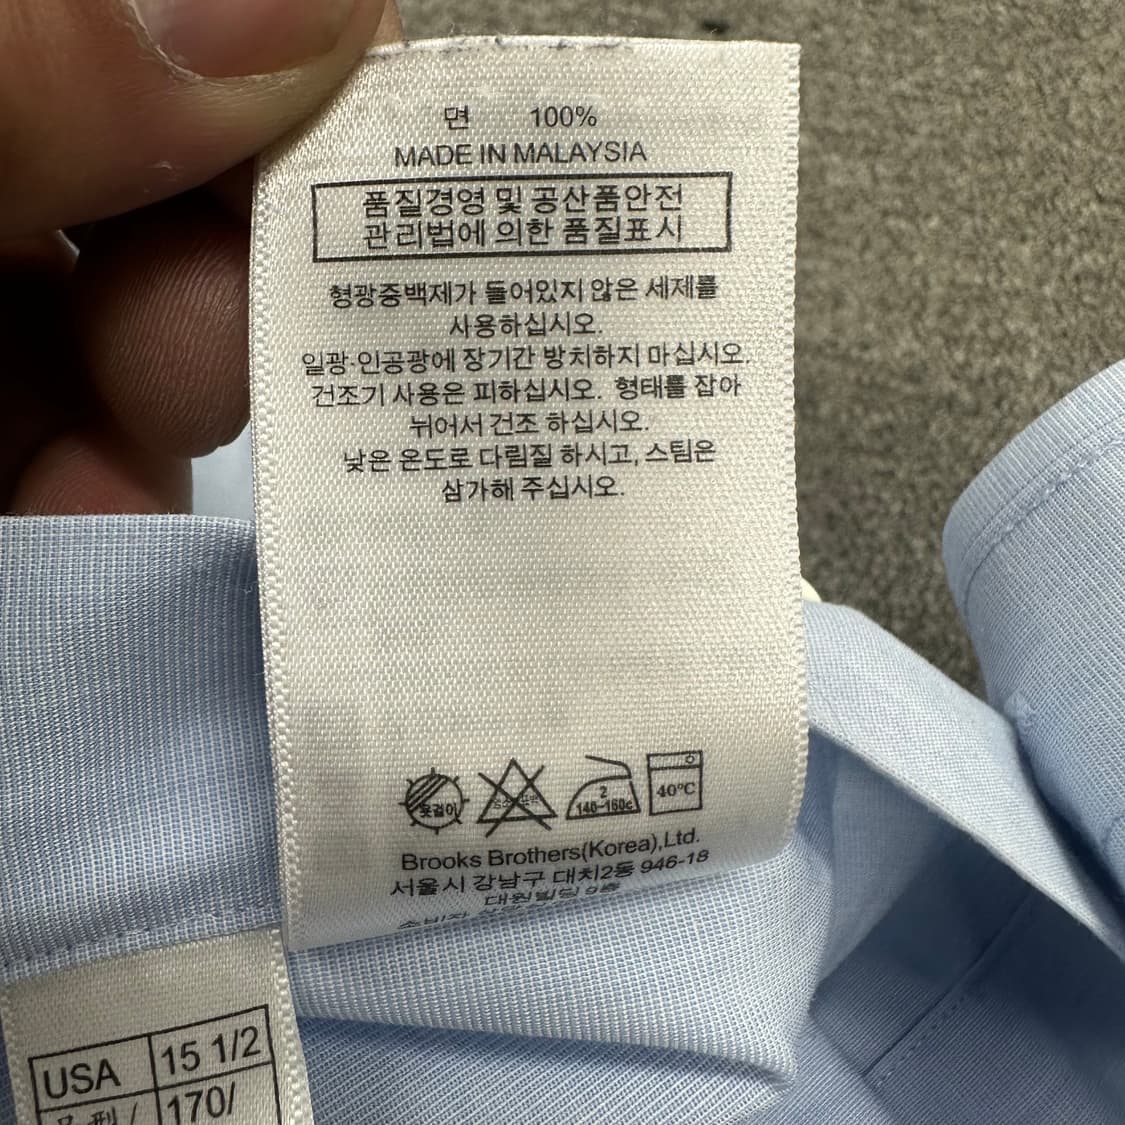 면 100%
MADE IN MALAYSIA
품질경영 및 공산품안전
관리법에 의한 품질표시
형광증백제가 들어있지 않은 세제를
사용하십시오.
일광·인공광에 장기간 방치하지 마십시오.
건조기 사용은 피하십시오. 형태를 잡아
뉘어서 건조 하십시오.
낮은 온도로 다림질 하시고, 스팀은
삼가해 주십시오.
옷걸이
2
140-160c
40°C
Brooks Brothers(Korea),Ltd.
서울시 강남구 대치2동 946-18
대원빌딩 9층
USA 15 1/2
170/